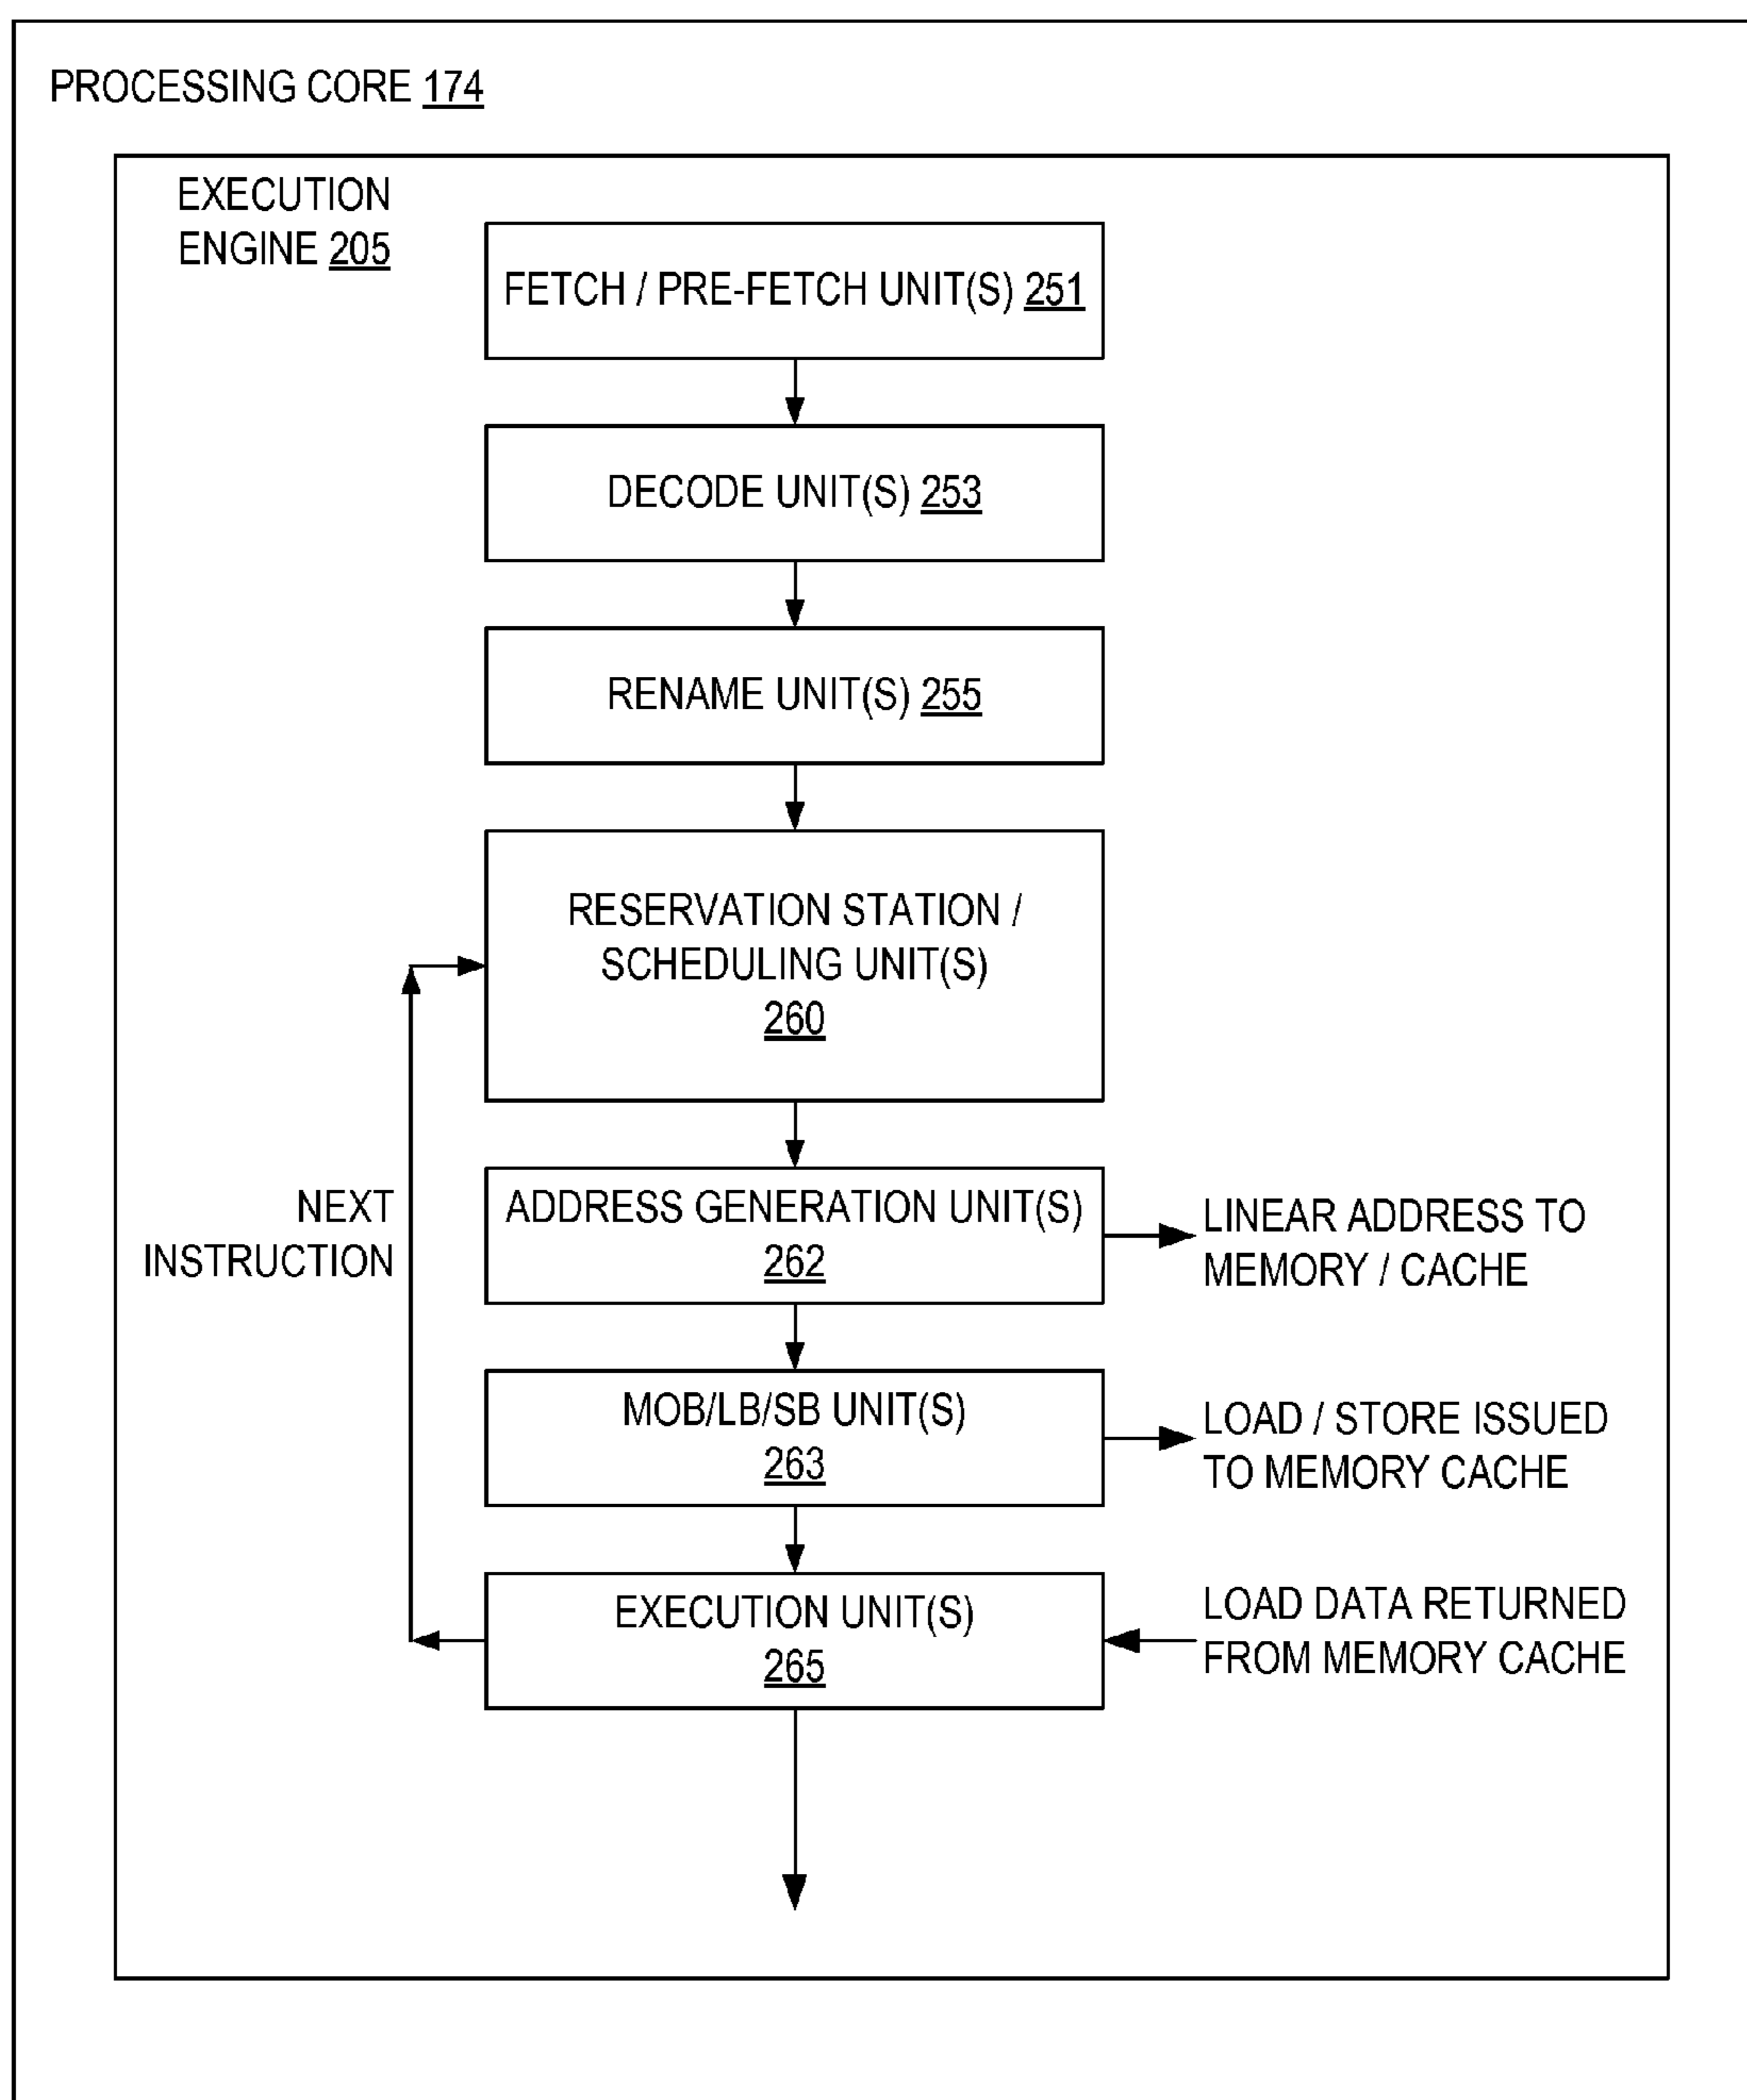 PROCESSING CORE 174
EXECUTION
ENGINE 205
FETCH / PRE-FETCH UNIT(S) 251
DECODE UNIT(S) 253
RENAME UNIT(S) 255
RESERVATION STATION /
SCHEDULING UNIT(S)
260
NEXT
INSTRUCTION
ADDRESS GENERATION UNIT(S)
262
LINEAR ADDRESS TO
MEMORY / CACHE
MOB/LB/SB UNIT(S)
263
LOAD / STORE ISSUED
TO MEMORY CACHE
EXECUTION UNIT(S)
265
LOAD DATA RETURNED
FROM MEMORY CACHE